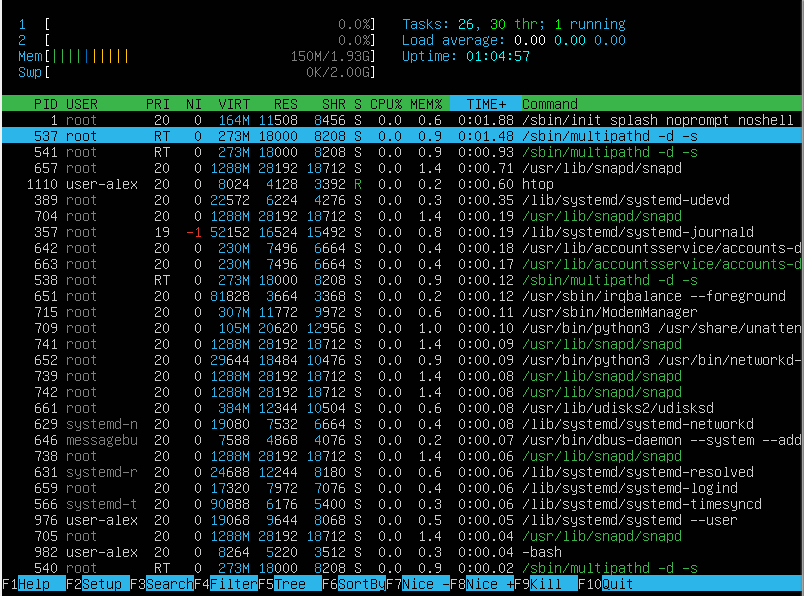 1 [ 0.0%] Tasks: 26, 30 thr; 1 running
2 [ 0.0%] Load average: 0.00 0.00 0.00
Mem[||||||||||| 150M/1.93G] Uptime: 01:04:57
Swp[ 0K/2.00G]
PID USER PRI NI VIRT RES SHR S CPU% MEM% TIME+ Command
1 root 20 0 164M 11508 8456 S 0.0 0.6 0:01.88 /sbin/init splash noprompt noshell
537 root RT 0 273M 18000 8208 S 0.0 0.9 0:01.48 /sbin/multipathd -d -s
541 root RT 0 273M 18000 8208 S 0.0 0.9 0:00.93 /sbin/multipathd -d -s
657 root 20 0 1288M 28192 18712 S 0.0 1.4 0:00.71 /usr/lib/snapd/snapd
1110 user-alex 20 0 8024 4128 3392 R 0.0 0.2 0:00.60 htop
389 root 20 0 22572 6224 4276 S 0.0 0.3 0:00.35 /lib/systemd/systemd-udevd
704 root 20 0 1288M 28192 18712 S 0.0 1.4 0:00.19 /usr/lib/snapd/snapd
357 root 19 -1 52152 16524 15492 S 0.0 0.8 0:00.19 /lib/systemd/systemd-journald
642 root 20 0 230M 7496 6664 S 0.0 0.4 0:00.18 /usr/lib/accountsservice/accounts-d
663 root 20 0 230M 7496 6664 S 0.0 0.4 0:00.17 /usr/lib/accountsservice/accounts-d
538 root RT 0 273M 18000 8208 S 0.0 0.9 0:00.12 /sbin/multipathd -d -s
651 root 20 0 81828 3664 3368 S 0.0 0.2 0:00.12 /usr/sbin/irqbalance --foreground
715 root 20 0 307M 11772 9972 S 0.0 0.6 0:00.11 /usr/sbin/ModemManager
709 root 20 0 105M 20620 12956 S 0.0 1.0 0:00.10 /usr/bin/python3 /usr/share/unatten
741 root 20 0 1288M 28192 18712 S 0.0 1.4 0:00.09 /usr/lib/snapd/snapd
652 root 20 0 29644 18484 10476 S 0.0 0.9 0:00.09 /usr/bin/python3 /usr/bin/networkd-
739 root 20 0 1288M 28192 18712 S 0.0 1.4 0:00.08 /usr/lib/snapd/snapd
742 root 20 0 1288M 28192 18712 S 0.0 1.4 0:00.08 /usr/lib/snapd/snapd
661 root 20 0 384M 12344 10504 S 0.0 0.6 0:00.08 /usr/lib/udisks2/udisksd
629 systemd-n 20 0 19080 7532 6664 S 0.0 0.4 0:00.08 /lib/systemd/systemd-networkd
646 messagebu 20 0 7588 4868 4076 S 0.0 0.2 0:00.07 /usr/bin/dbus-daemon --system --add
738 root 20 0 1288M 28192 18712 S 0.0 1.4 0:00.06 /usr/lib/snapd/snapd
631 systemd-r 20 0 24688 12244 8180 S 0.0 0.6 0:00.06 /lib/systemd/systemd-resolved
659 root 20 0 17320 7972 7076 S 0.0 0.4 0:00.06 /lib/systemd/systemd-logind
566 systemd-t 20 0 90888 6176 5400 S 0.0 0.3 0:00.06 /lib/systemd/systemd-timesyncd
976 user-alex 20 0 19068 9644 8068 S 0.0 0.5 0:00.05 /lib/systemd/systemd --user
705 root 20 0 1288M 28192 18712 S 0.0 1.4 0:00.04 /usr/lib/snapd/snapd
982 user-alex 20 0 8264 5220 3512 S 0.0 0.3 0:00.04 -bash
540 root RT 0 273M 18000 8208 S 0.0 0.9 0:00.02 /sbin/multipathd -d -s
F1Help F2Setup F3SearchF4FilterF5Tree F6SortByF7Nice -F8Nice +F9Kill F10Quit